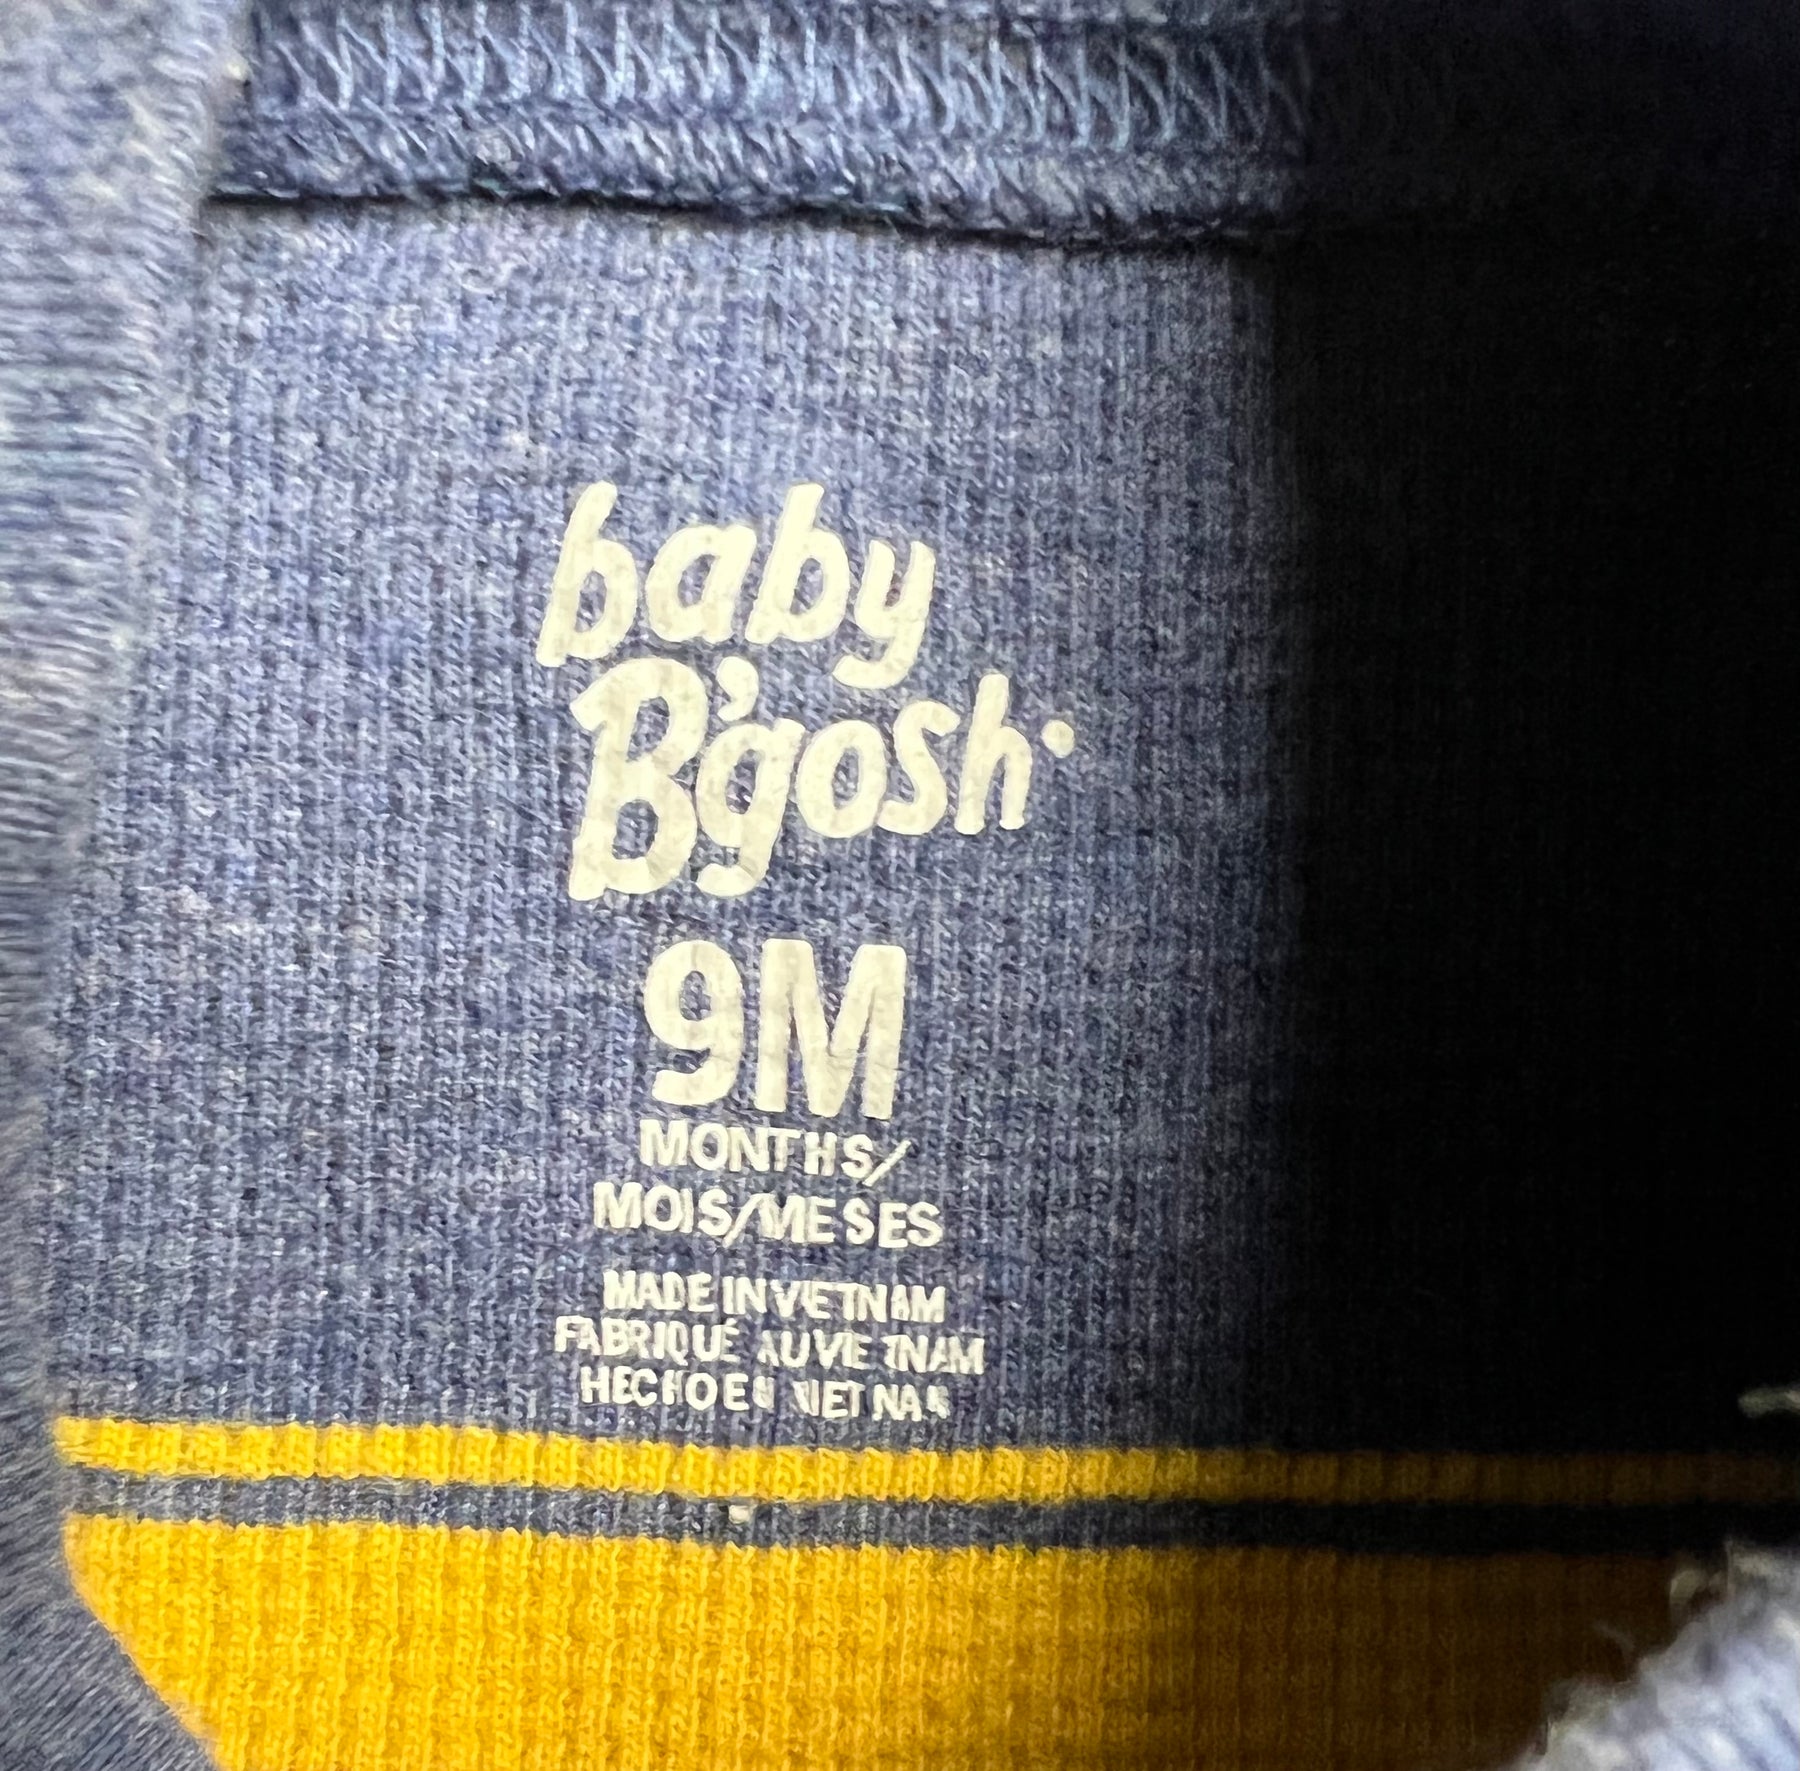 baby
B'gosh
9M
MONTHS/
MOIS/MESES
MADE IN VIETNAM
FABRIQUÉ AU VIETNAM
HECHO EN VIETNAM